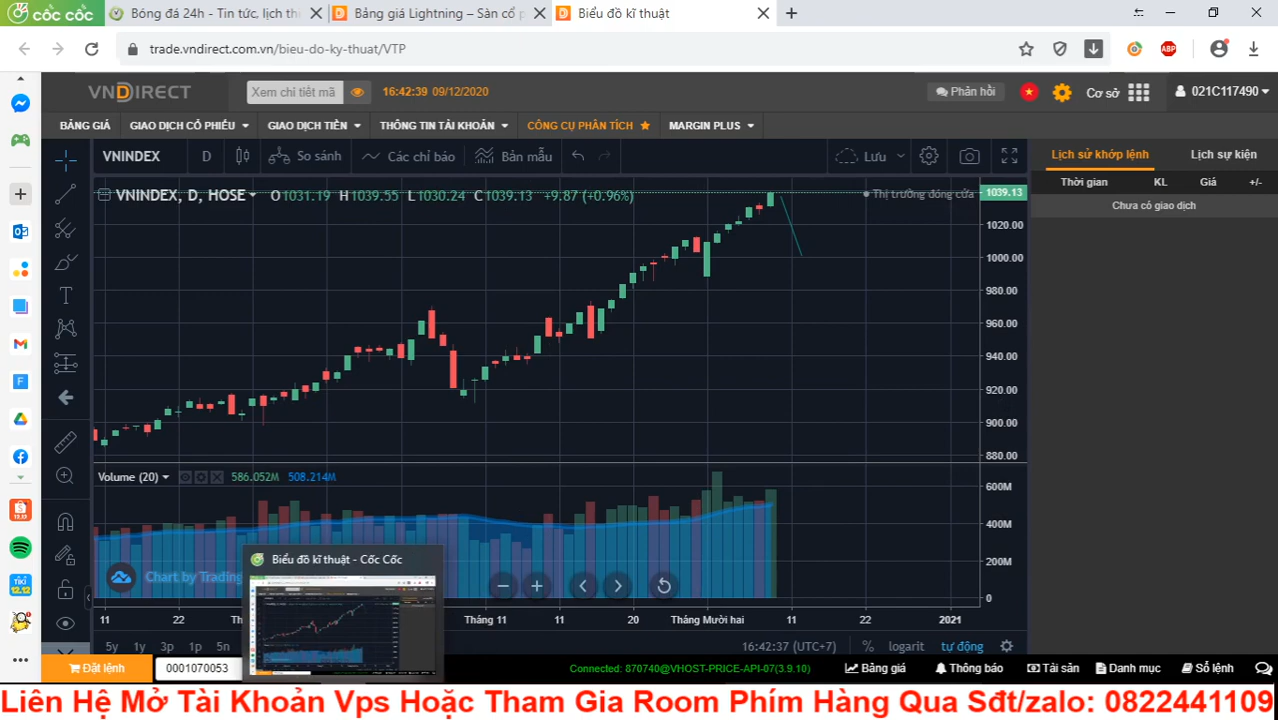 cốc cốc
Bóng đá 24h - Tin tức, lịch thi
Bảng giá Lightning – Sàn cổ p
Biểu đồ kĩ thuật
trade.vndirect.com.vn/bieu-do-ky-thuat/VTP
ABP
VNDIRECT
Xem chi tiết mã
16:42:39 09/12/2020
Phản hồi
Cơ sở
021C117490
BẢNG GIÁ
GIAO DỊCH CỔ PHIẾU
GIAO DỊCH TIỀN
THÔNG TIN TÀI KHOẢN
CÔNG CỤ PHÂN TÍCH
MARGIN PLUS
VNINDEX
D
So sánh
Các chỉ báo
Bản mẫu
Lưu
Lịch sử khớp lệnh
Lịch sự kiện
Thời gian
KL
Giá
+/-
Chưa có giao dịch
VNINDEX, D, HOSE
O1031.19 H1039.55 L1030.24 C1039.13 +9.87 (+0.96%)
Thị trường đóng cửa
1039.13
1020.00
1000.00
980.00
960.00
940.00
920.00
900.00
880.00
Volume (20)
586.052M
508.214M
600M
400M
200M
0
Biểu đồ kĩ thuật - Cốc Cốc
Chart by Trading
11
22
Tháng 11
11
20
Tháng Mười hai
11
2021
5y
1y
3p
1p
5n
16:42:37 (UTC+7)
%
logarit
tự động
Đặt lệnh
0001070053
Connected: 870740@VHOST-PRICE-API-07(3.9.10)
Bảng giá
Thông báo
Tài sản
Danh mục
Sổ lệnh
Liên Hệ Mở Tài Khoản Vps Hoặc Tham Gia Room Phím Hàng Qua Sđt/zalo: 0822441109